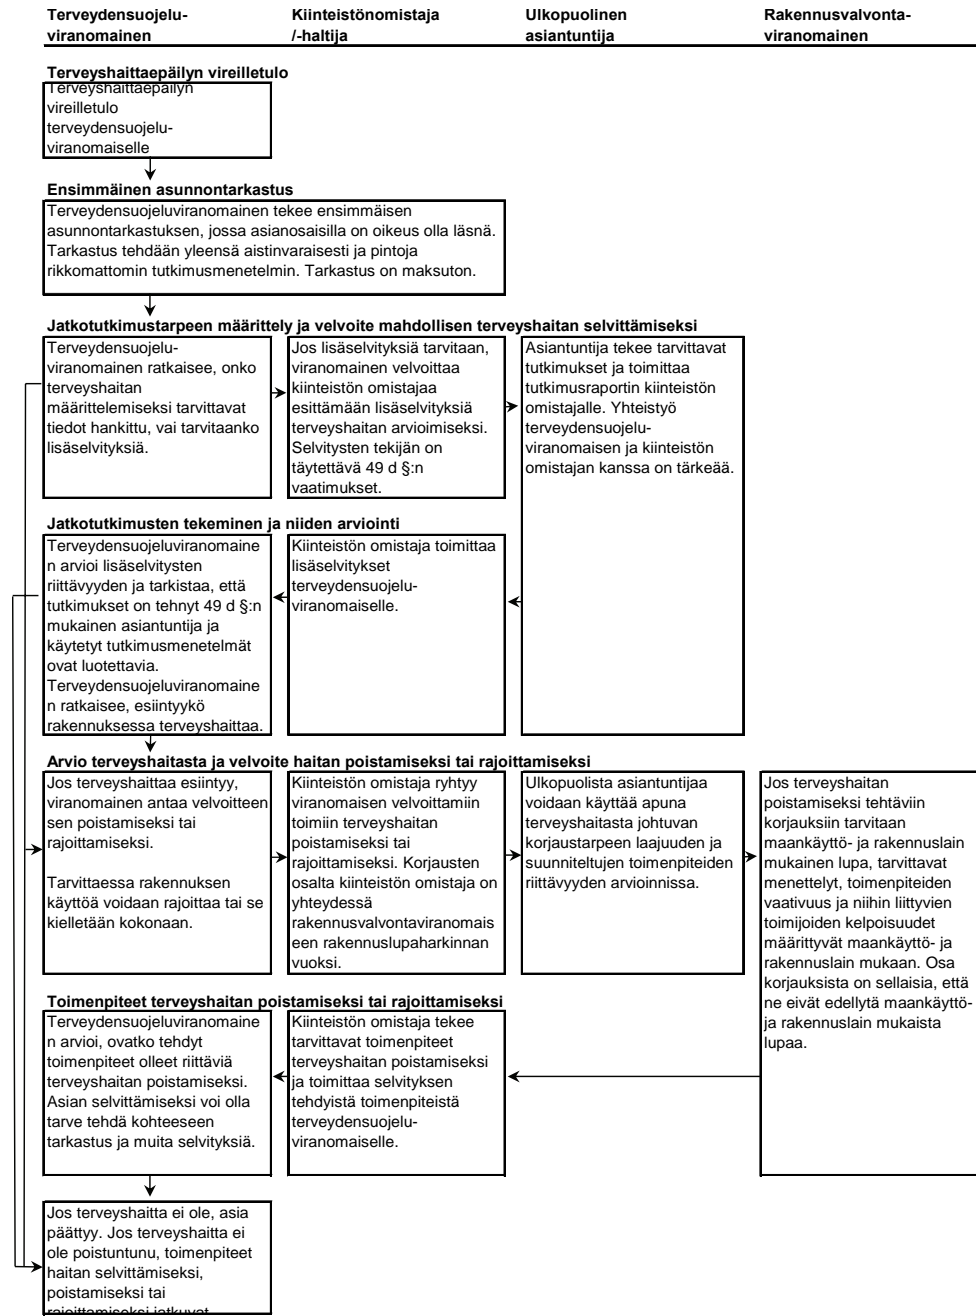 Terveydensuojelu-
viranomainen
Kiinteistönomistaja
/-haltija
Ulkopuolinen
asiantuntija
Rakennusvalvonta-
viranomainen
Terveyshaittaepäilyn vireilletulo
Terveyshaittaepäilyn
vireilletulo
terveydensuojelu-
viranomaiselle
Ensimmäinen asunnontarkastus
Terveydensuojeluviranomainen tekee ensimmäisen
asunnontarkastuksen, jossa asianosaisilla on oikeus olla läsnä.
Tarkastus tehdään yleensä aistinvaraisesti ja pintoja
rikkomattomin tutkimusmenetelmin. Tarkastus on maksuton.
Jatkotutkimustarpeen määrittely ja velvoite mahdollisen terveyshaitan selvittämiseksi
Terveydensuojelu-
viranomainen ratkaisee, onko
terveyshaitan
määrittelemiseksi tarvittavat
tiedot hankittu, vai tarvitaanko
lisäselvityksiä.
Jos lisäselvityksiä tarvitaan,
viranomainen velvoittaa
kiinteistön omistajaa
esittämään lisäselvityksiä
terveyshaitan arvioimiseksi.
Selvitysten tekijän on
täytettävä 49 d §:n
vaatimukset.
Asiantuntija tekee tarvittavat
tutkimukset ja toimittaa
tutkimusraportin kiinteistön
omistajalle. Yhteistyö
terveydensuojelu-
viranomaisen ja kiinteistön
omistajan kanssa on tärkeää.
Jatkotutkimusten tekeminen ja niiden arviointi
Terveydensuojeluviranomaine
n arvioi lisäselvitysten
riittävyyden ja tarkistaa, että
tutkimukset on tehnyt 49 d §:n
mukainen asiantuntija ja
käytetyt tutkimusmenetelmät
ovat luotettavia.
Terveydensuojeluviranomaine
n ratkaisee, esiintyykö
rakennuksessa terveyshaittaa.
Kiinteistön omistaja toimittaa
lisäselvitykset
terveydensuojelu-
viranomaiselle.
Arvio terveyshaitasta ja velvoite haitan poistamiseksi tai rajoittamiseksi
Jos terveyshaittaa esiintyy,
viranomainen antaa velvoitteen
sen poistamiseksi tai
rajoittamiseksi.
Tarvittaessa rakennuksen
käyttöä voidaan rajoittaa tai se
kielletään kokonaan.
Kiinteistön omistaja ryhtyy
viranomaisen velvoittamiin
toimiin terveyshaitan
poistamiseksi tai
rajoittamiseksi. Korjausten
osalta kiinteistön omistaja on
yhteydessä
rakennusvalvontaviranomais
een rakennuslupaharkinnan
vuoksi.
Ulkopuolista asiantuntijaa
voidaan käyttää apuna
terveyshaitasta johtuvan
korjaustarpeen laajuuden ja
suunniteltujen toimenpiteiden
riittävyyden arvioinnissa.
Jos terveyshaitan
poistamiseksi tehtäviin
korjauksiin tarvitaan
maankäyttö- ja rakennuslain
mukainen lupa, tarvittavat
menettelyt, toimenpiteiden
vaativuus ja niihin liittyvien
toimijoiden kelpoisuudet
määrittyvät maankäyttö- ja
rakennuslain mukaan. Osa
korjauksista on sellaisia, että
ne eivät edellytä maankäyttö-
ja rakennuslain mukaista
lupaa.
Toimenpiteet terveyshaitan poistamiseksi tai rajoittamiseksi
Terveydensuojeluviranomaine
n arvioi, ovatko tehdyt
toimenpiteet olleet riittäviä
terveyshaitan poistamiseksi.
Asian selvittämiseksi voi olla
tarve tehdä kohteeseen
tarkastus ja muita selvityksiä.
Kiinteistön omistaja tekee
tarvittavat toimenpiteet
terveyshaitan poistamiseksi
ja toimittaa selvityksen
tehdyistä toimenpiteistä
terveydensuojelu-
viranomaiselle.
Jos terveyshaitta ei ole, asia
päättyy. Jos terveyshaitta ei
ole poistuntunu, toimenpiteet
haitan selvittämiseksi,
poistamiseksi tai
rajoittamiseksi jatkuvat